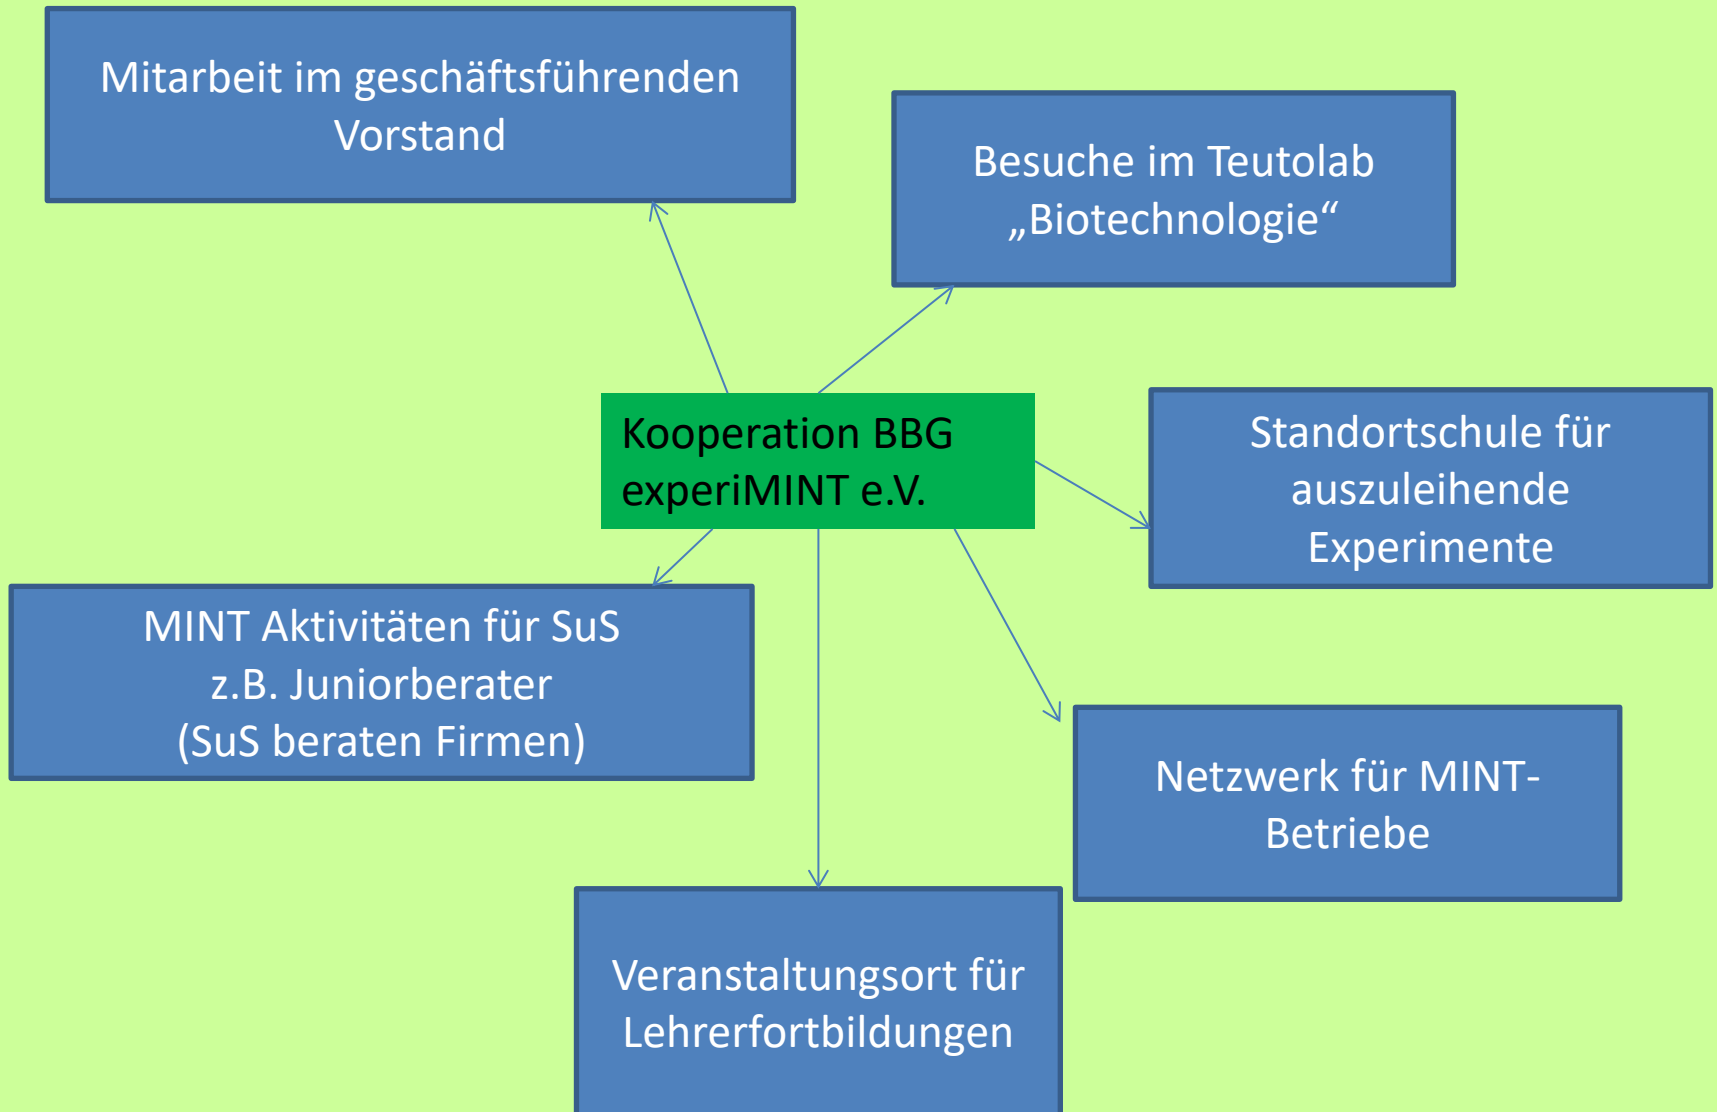 Mitarbeit im geschäftsführenden
Vorstand
Besuche im Teutolab
„Biotechnologie“
Kooperation BBG
experiMINT e.V.
Standortschule für
auszuleihende
Experimente
MINT Aktivitäten für SuS
z.B. Juniorberater
(SuS beraten Firmen)
Netzwerk für MINT-
Betriebe
Veranstaltungsort für
Lehrerfortbildungen